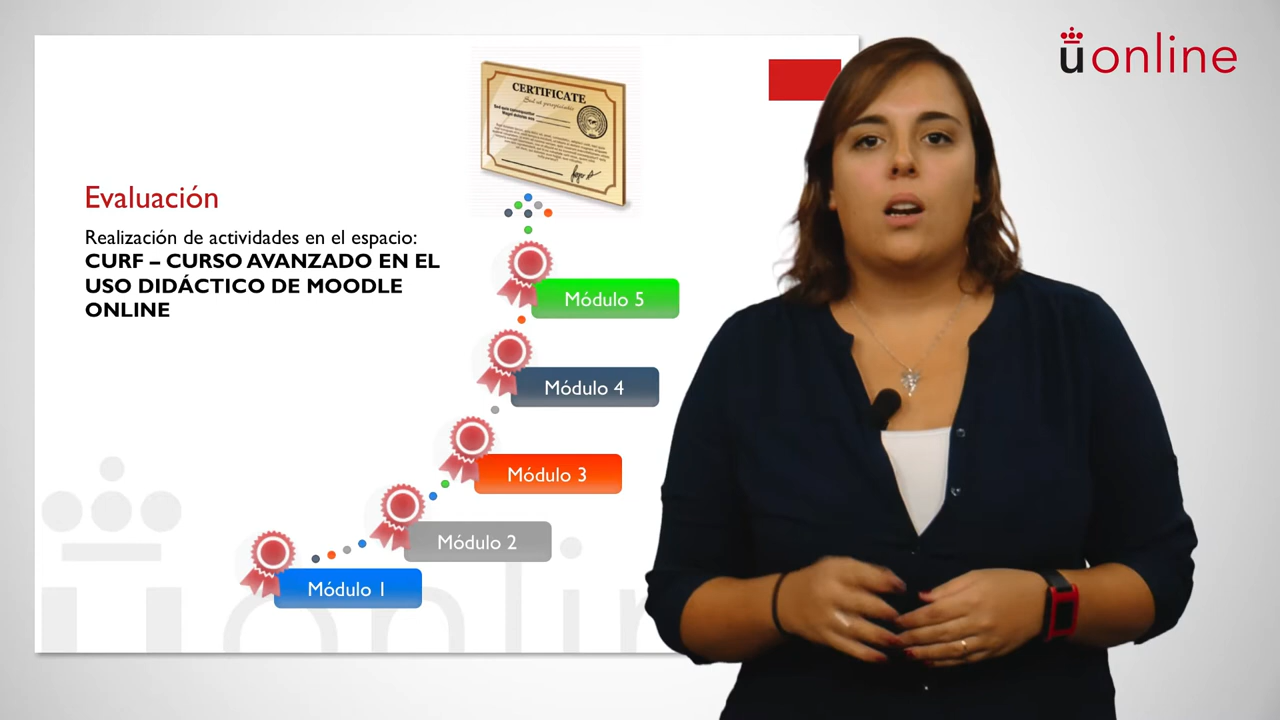 uonline
CERTIFICATE
Evaluación
Realización de actividades en el espacio:
CURF – CURSO AVANZADO EN EL
USO DIDÁCTICO DE MOODLE
ONLINE
Módulo 5
Módulo 4
Módulo 3
Módulo 2
Módulo 1